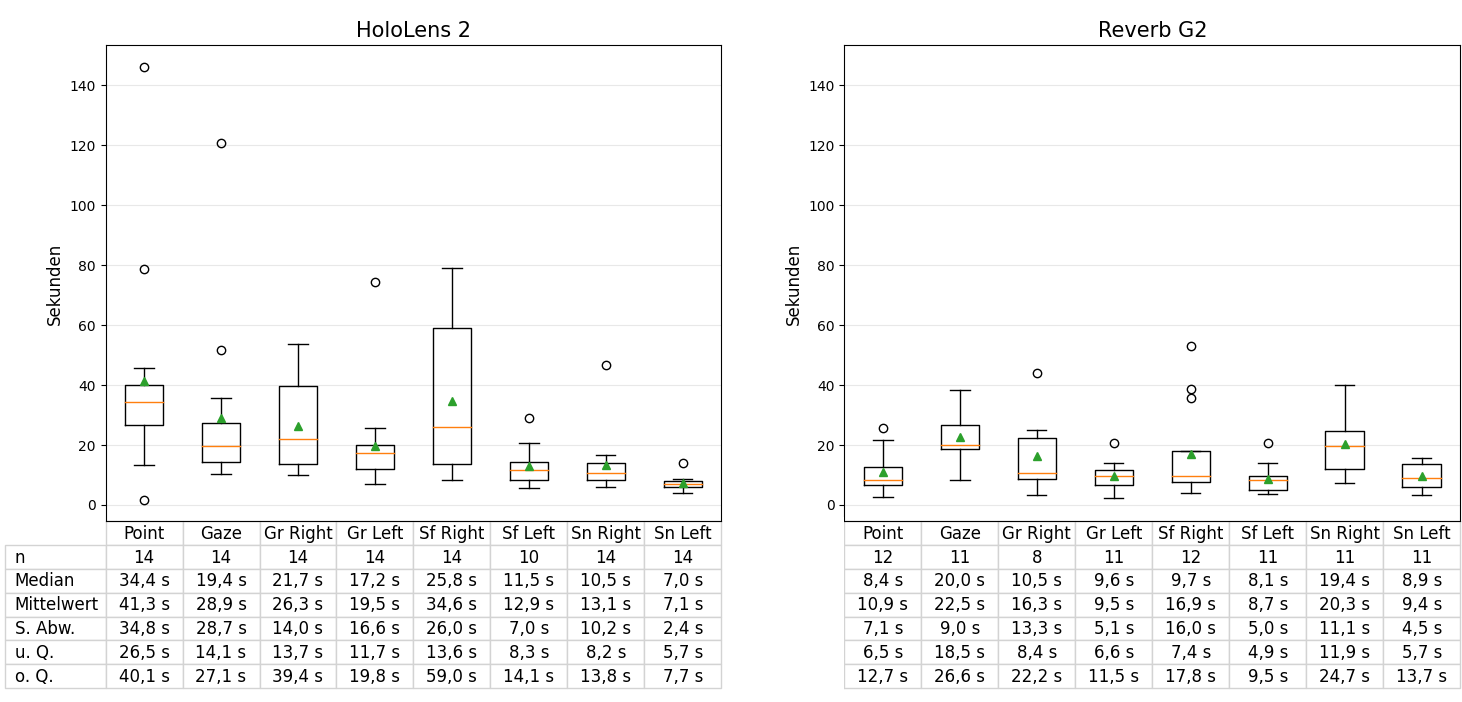 HoloLens 2
Reverb G2
140
120
100
80
60
40
20
0
Sekunden
140
120
100
80
60
40
20
0
Sekunden
Point Gaze Gr Right Gr Left Sf Right Sf Left Sn Right Sn Left
n 14 14 14 14 14 10 14 14
Median 34,4 s 19,4 s 21,7 s 17,2 s 25,8 s 11,5 s 10,5 s 7,0 s
Mittelwert 41,3 s 28,9 s 26,3 s 19,5 s 34,6 s 12,9 s 13,1 s 7,1 s
S. Abw. 34,8 s 28,7 s 14,0 s 16,6 s 26,0 s 7,0 s 10,2 s 2,4 s
u. Q. 26,5 s 14,1 s 13,7 s 11,7 s 13,6 s 8,3 s 8,2 s 5,7 s
o. Q. 40,1 s 27,1 s 39,4 s 19,8 s 59,0 s 14,1 s 13,8 s 7,7 s
Point Gaze Gr Right Gr Left Sf Right Sf Left Sn Right Sn Left
12 11 8 11 12 11 11 11
8,4 s 20,0 s 10,5 s 9,6 s 9,7 s 8,1 s 19,4 s 8,9 s
10,9 s 22,5 s 16,3 s 9,5 s 16,9 s 8,7 s 20,3 s 9,4 s
7,1 s 9,0 s 13,3 s 5,1 s 16,0 s 5,0 s 11,1 s 4,5 s
6,5 s 18,5 s 8,4 s 6,6 s 7,4 s 4,9 s 11,9 s 5,7 s
12,7 s 26,6 s 22,2 s 11,5 s 17,8 s 9,5 s 24,7 s 13,7 s